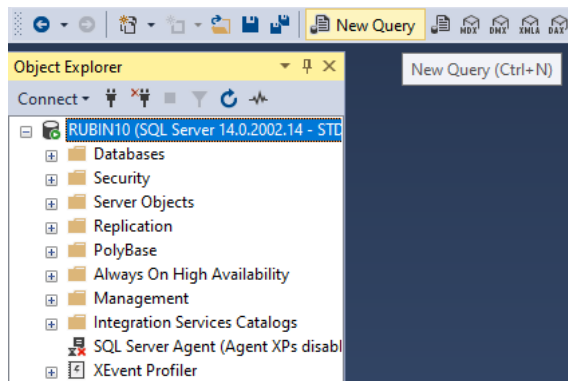 New Query MDX DMX XMLA DAX
Object Explorer
New Query (Ctrl+N)
Connect
RUBIN10 (SQL Server 14.0.2002.14 - STD
Databases
Security
Server Objects
Replication
PolyBase
Always On High Availability
Management
Integration Services Catalogs
SQL Server Agent (Agent XPs disabl
XEvent Profiler